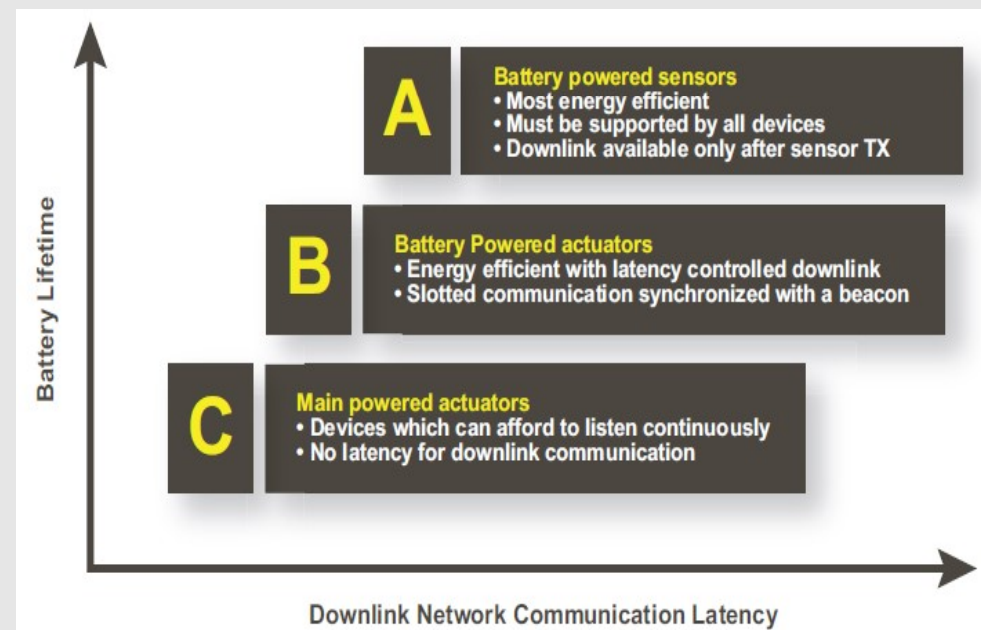 Battery Lifetime
A
Battery powered sensors
• Most energy efficient
• Must be supported by all devices
• Downlink available only after sensor TX
B
Battery Powered actuators
• Energy efficient with latency controlled downlink
• Slotted communication synchronized with a beacon
C
Main powered actuators
• Devices which can afford to listen continuously
• No latency for downlink communication
Downlink Network Communication Latency